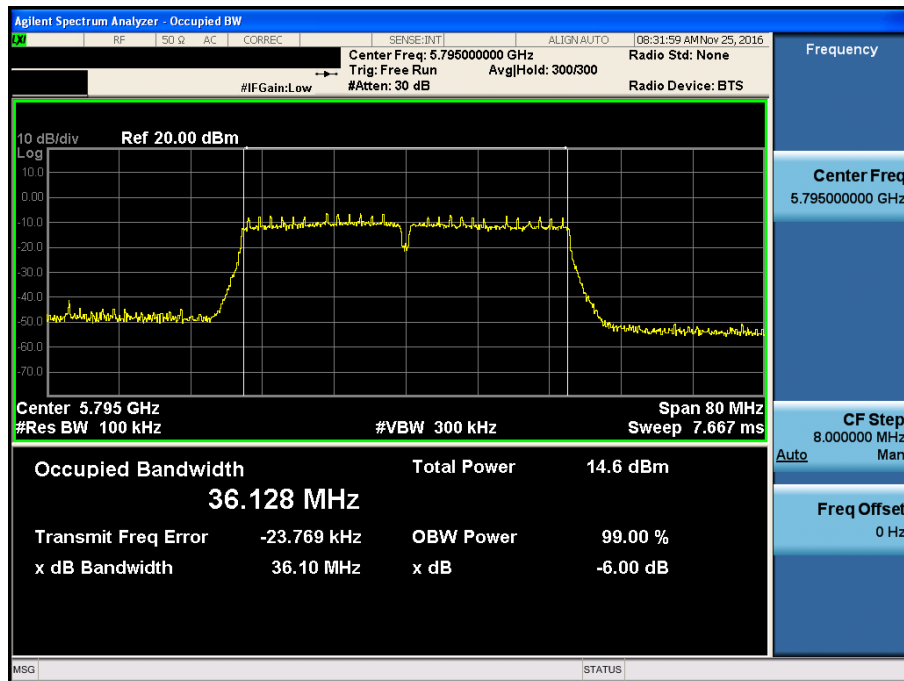 Agilent Spectrum Analyzer - Occupied BW
LXI RF 50 Ω AC CORREC SENSE:INT ALIGN AUTO 08:31:59 AM Nov 25, 2016
Center Freq: 5.795000000 GHz Radio Std: None
Trig: Free Run Avg|Hold: 300/300
#IFGain:Low #Atten: 30 dB Radio Device: BTS
10 dB/div Ref 20.00 dBm
Log
10.0
0.00
-10.0
-20.0
-30.0
-40.0
-50.0
-60.0
-70.0
Center 5.795 GHz Span 80 MHz
#Res BW 100 kHz #VBW 300 kHz Sweep 7.667 ms
Occupied Bandwidth Total Power 14.6 dBm
36.128 MHz
Transmit Freq Error -23.769 kHz OBW Power 99.00 %
x dB Bandwidth 36.10 MHz x dB -6.00 dB
MSG STATUS
Frequency
Center Freq
5.795000000 GHz
CF Step
8.000000 MHz
Auto Man
Freq Offset
0 Hz